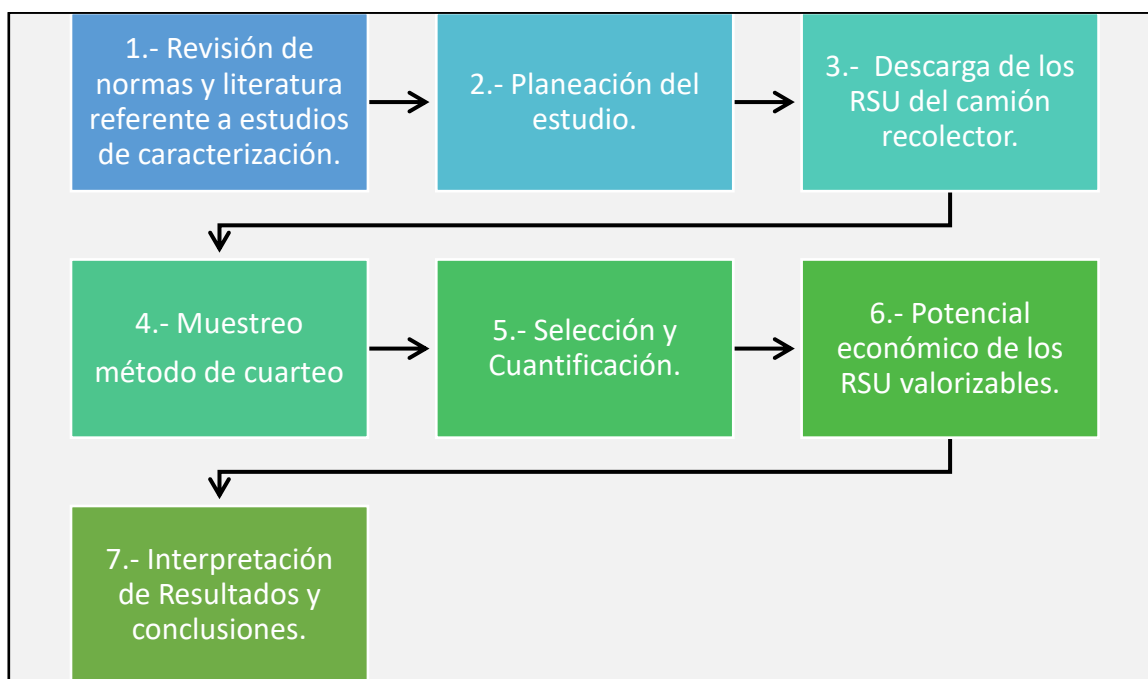 1.- Revisión de
normas y literatura
referente a estudios
de caracterización.
2.- Planeación del
estudio.
3.-  Descarga de los
RSU del camión
recolector.
4.- Muestreo
método de cuarteo
5.- Selección y
Cuantificación.
6.- Potencial
económico de los
RSU valorizables.
7.- Interpretación
de Resultados y
conclusiones.